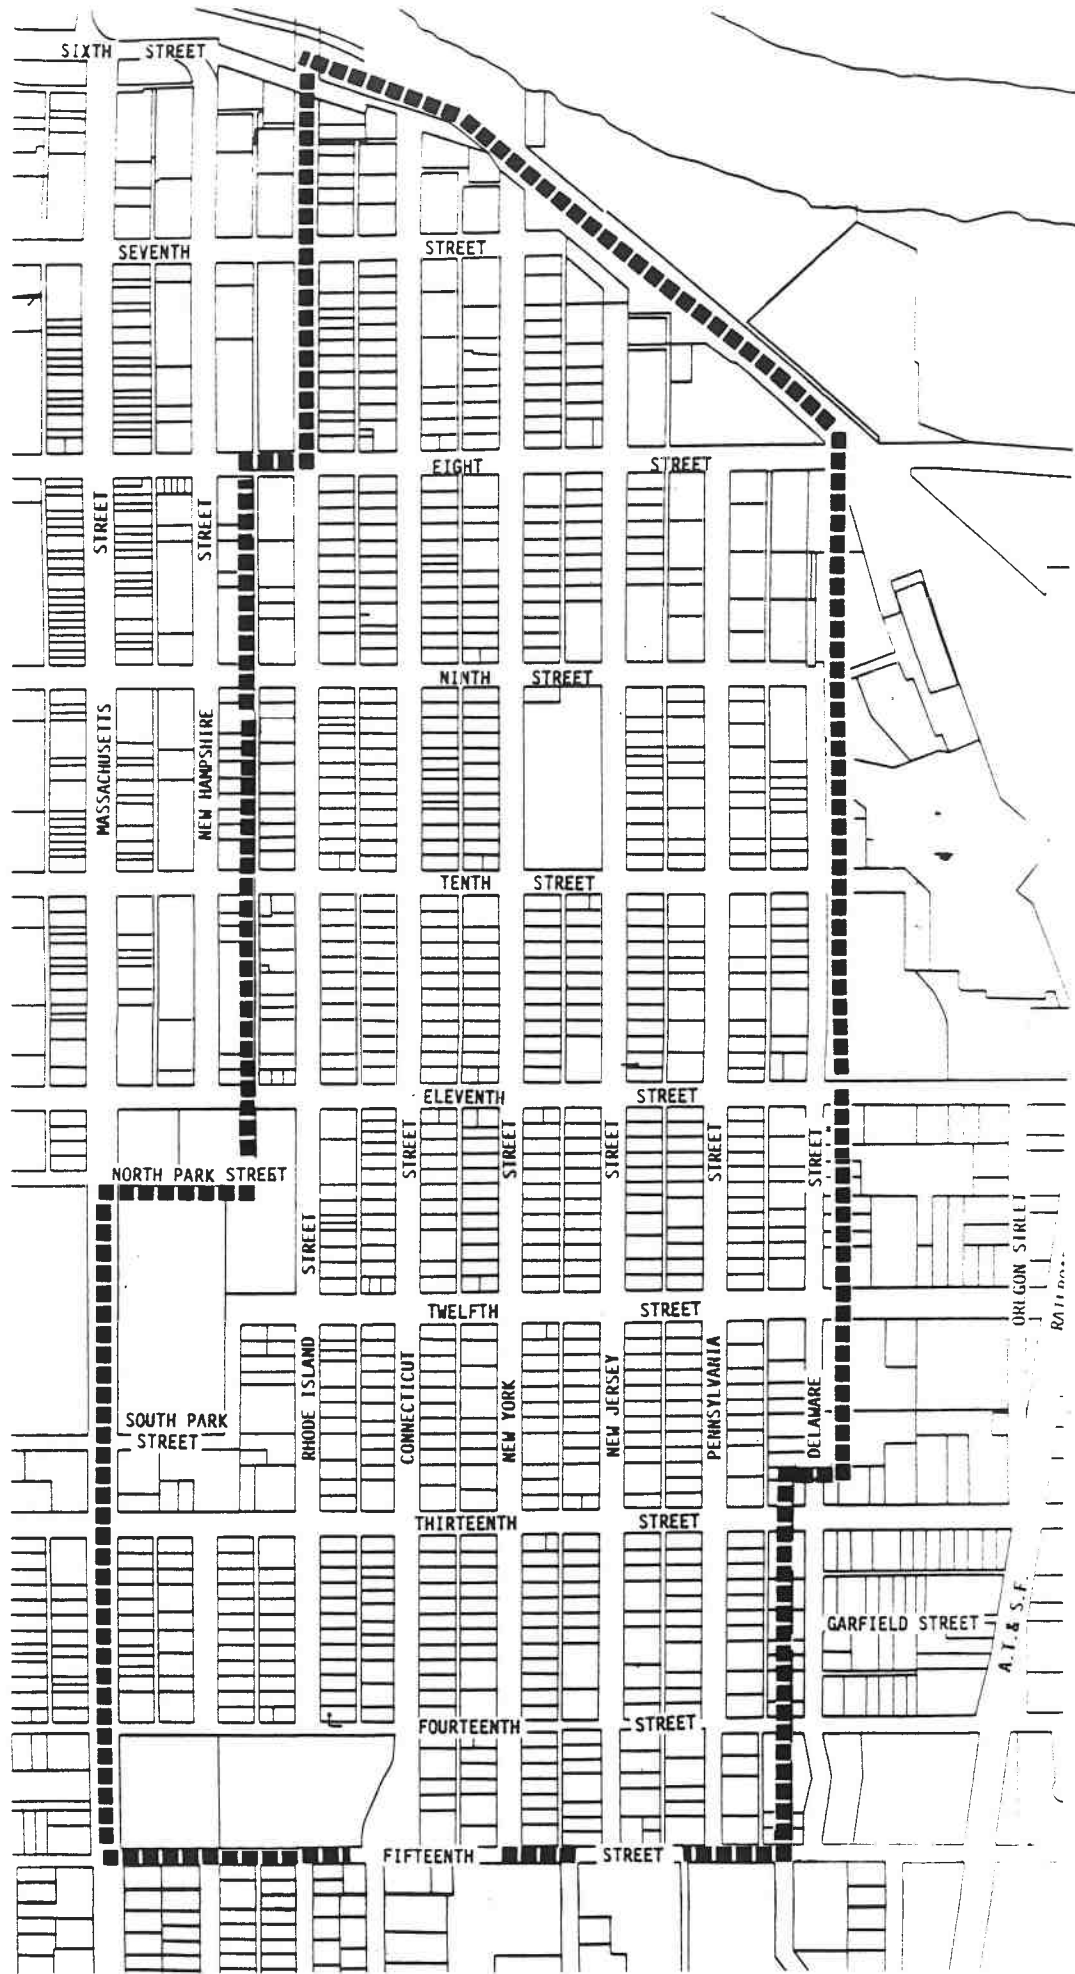 SIXTH STREET
SEVENTH STREET
EIGHT STREET
STREET
STREET
NINTH STREET
MASSACHUSETTS
NEW HAMPSHIRE
TENTH STREET
ELEVENTH STREET
STREET
STREET
STREET
STREET
STREET
NORTH PARK STREET
STREET
OREGON STREET
TWELFTH STREET
RHODE ISLAND
CONNECTICUT
NEW YORK
NEW JERSEY
PENNSYLVANIA
DELAWARE
SOUTH PARK
STREET
THIRTEENTH STREET
GARFIELD STREET
A.T.& S.F.
FOURTEENTH STREET
FIFTEENTH STREET